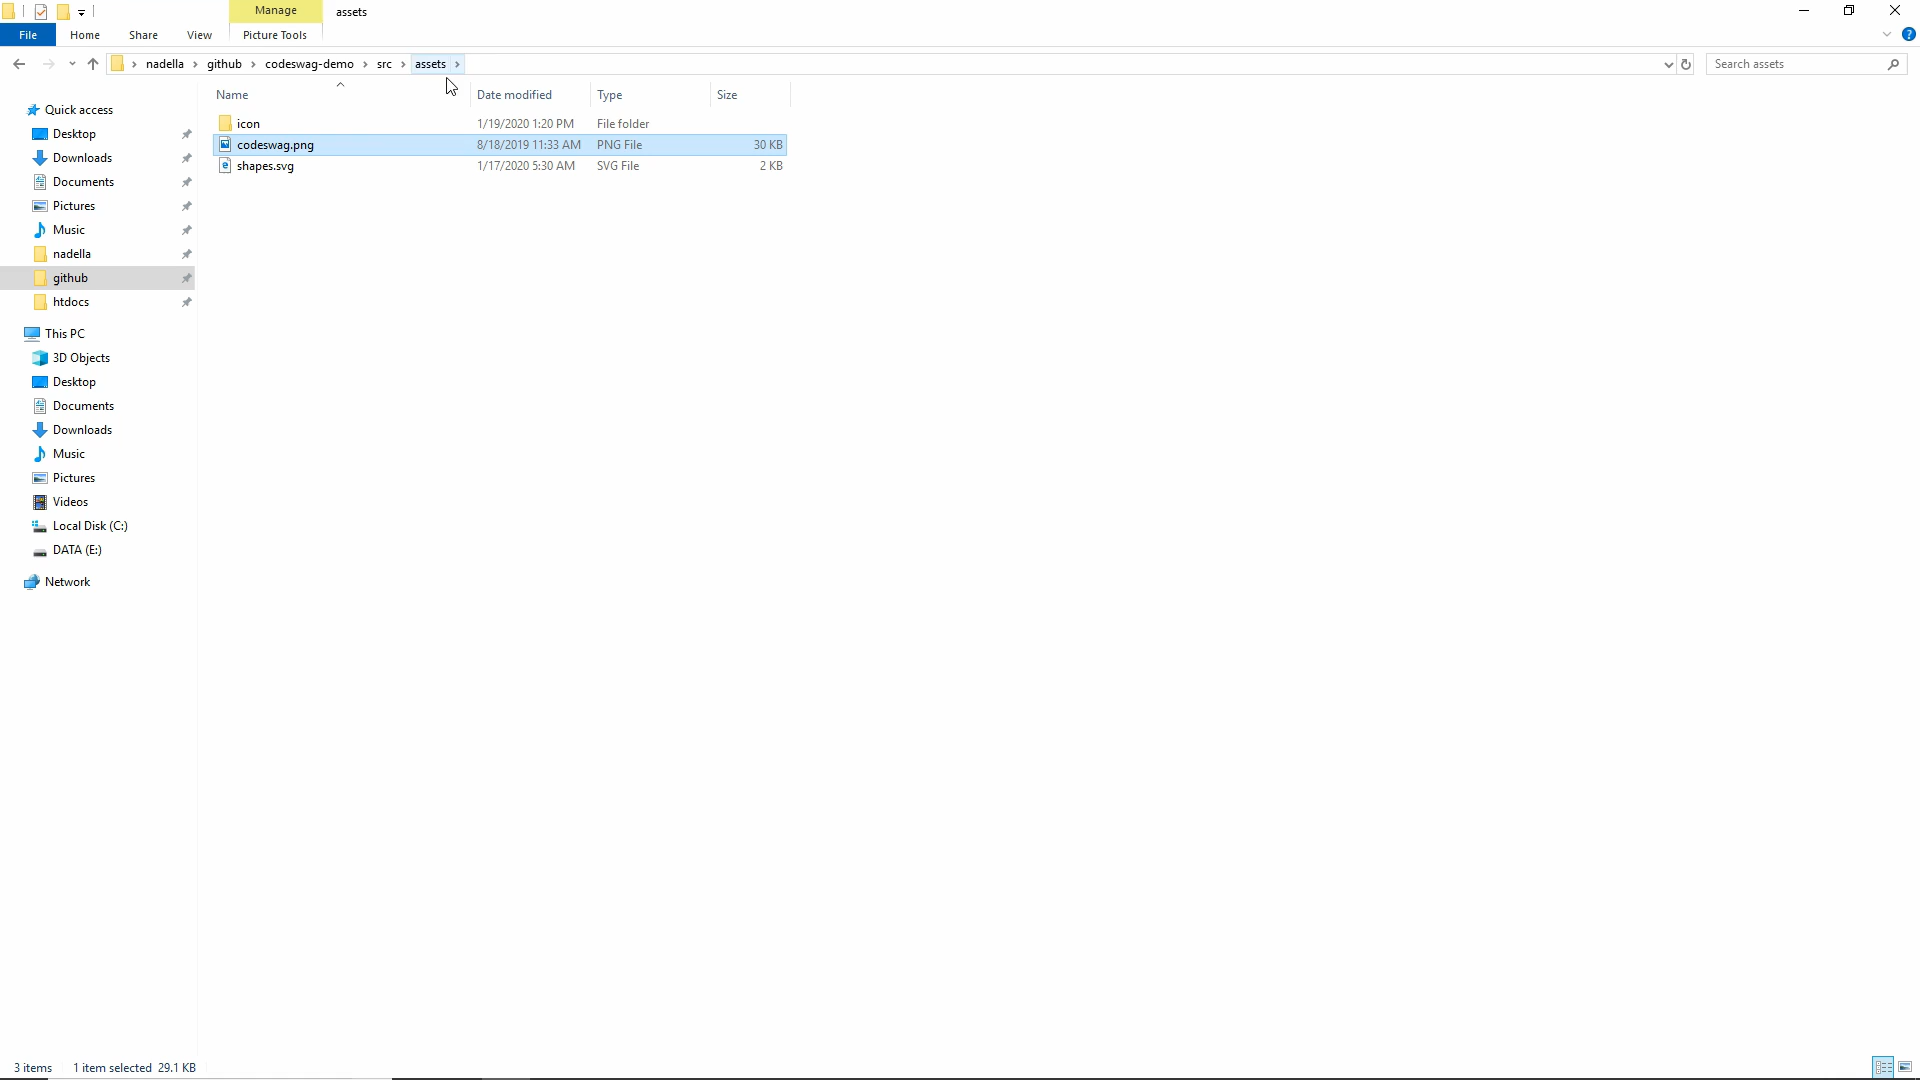 Manage assets
File Home Share View Picture Tools
nadella github codeswag-demo src assets Search assets
Name Date modified Type Size
Quick access
Desktop
Downloads
Documents
Pictures
Music
nadella
github
htdocs
This PC
3D Objects
Desktop
Documents
Downloads
Music
Pictures
Videos
Local Disk (C:)
DATA (E:)
Network
icon 1/19/2020 1:20 PM File folder
codeswag.png 8/18/2019 11:33 AM PNG File 30 KB
shapes.svg 1/17/2020 5:30 AM SVG File 2 KB
3 items 1 item selected 29.1 KB